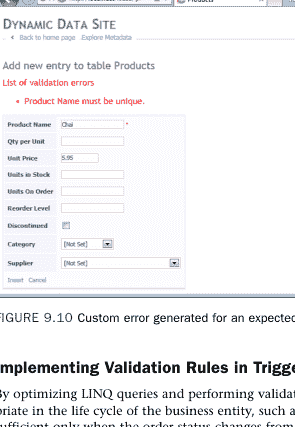 Products
DYNAMIC DATA SITE
Back to home page Explore Metadata
Add new entry to table Products
List of validation errors
• Product Name must be unique.
Product Name Chai *
Qty per Unit
Unit Price 5.95
Units in Stock
Units On Order
Reorder Level
Discontinued
Category [Not Set]
Supplier [Not Set]
Insert Cancel
FIGURE 9.10 Custom error generated for an expected
mplementing Validation Rules in Trigge
By optimizing LINQ queries and performing valida
priate in the life cycle of the business entity, such a
sufficient only when the order status changes from